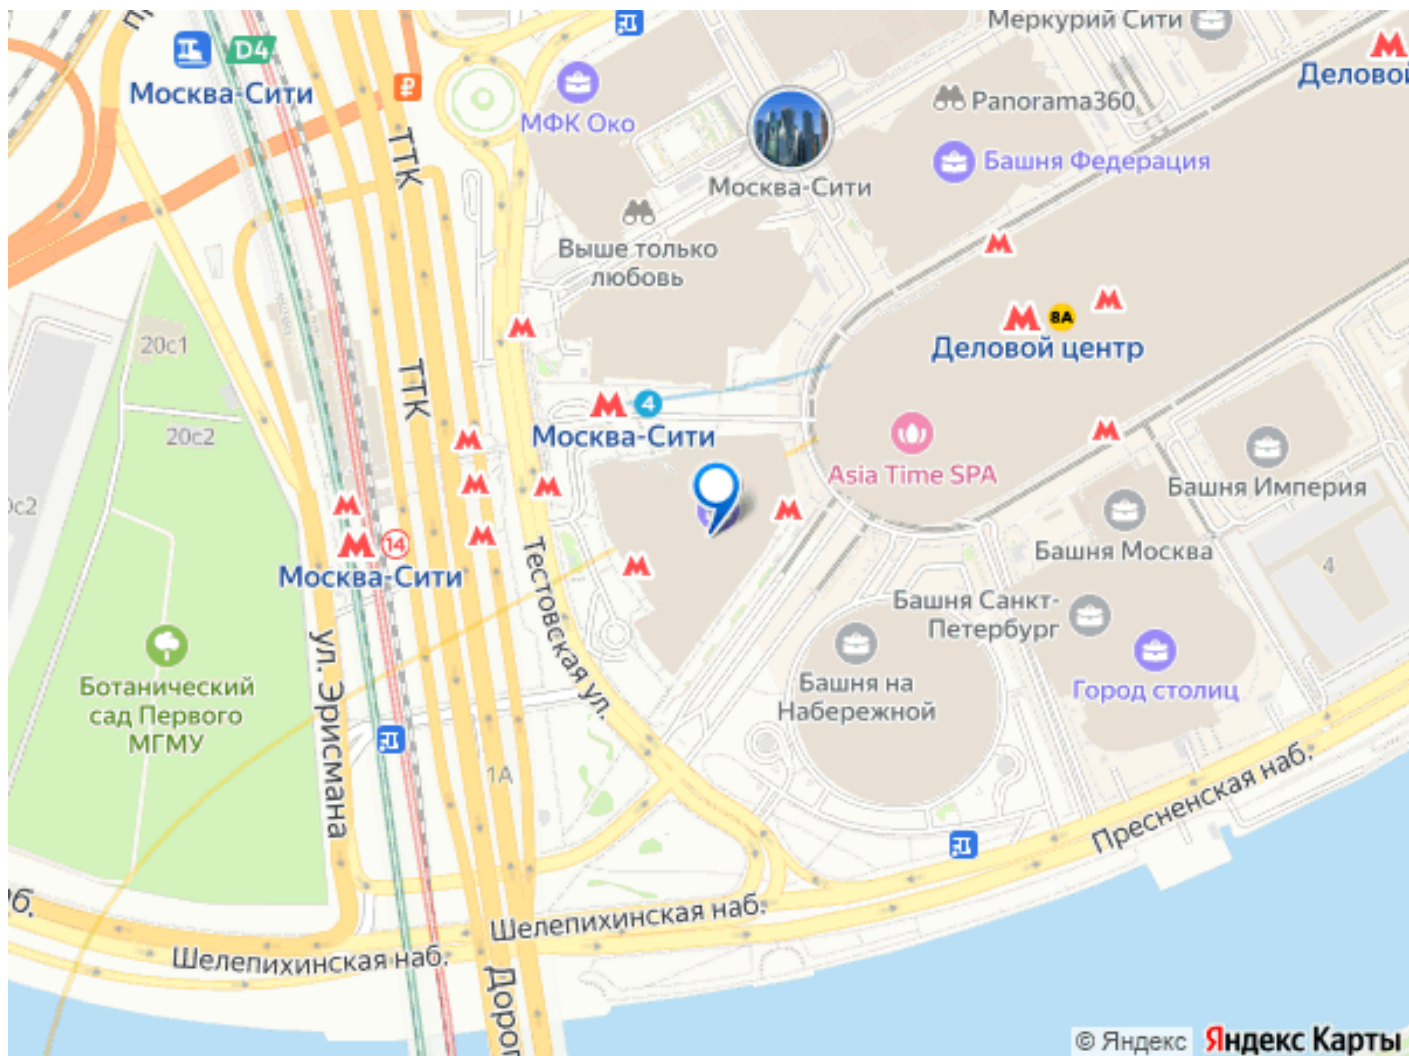 Меркурий Сити
D4
Москва-Сити
Деловой
Panorama360
МФК Око
Башня Федерация
ТТК
Москва-Сити
Выше только
любовь
8А
Деловой центр
20с1
ТТК
4
Москва-Сити
20с2
Asia Time SPA
Башня Империя
0с2
14
Москва-Сити
Башня Москва
4
Тестовская ул.
Башня Санкт-
Петербург
ул. Эрисмана
Ботанический
сад Первого
МГМУ
Башня на
Набережной
Город столиц
1А
Пресненская наб.
Шелепихинская наб.
Шелепихинская наб.
© Яндекс
Яндекс Карты